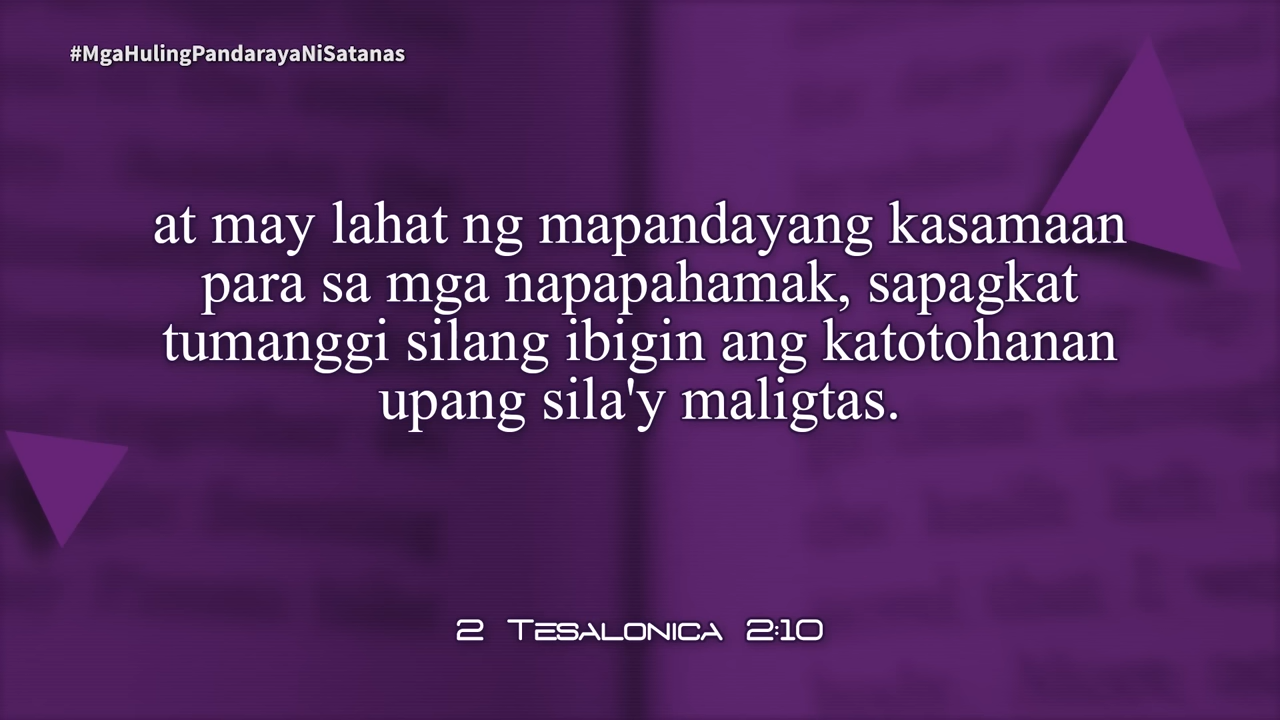 #MgaHulingPandarayaNiSatanas
at may lahat ng mapandayang kasamaan
para sa mga napapahamak, sapagkat
tumanggi silang ibigin ang katotohanan
upang sila'y maligtas.
2 Tesalonica 2:10